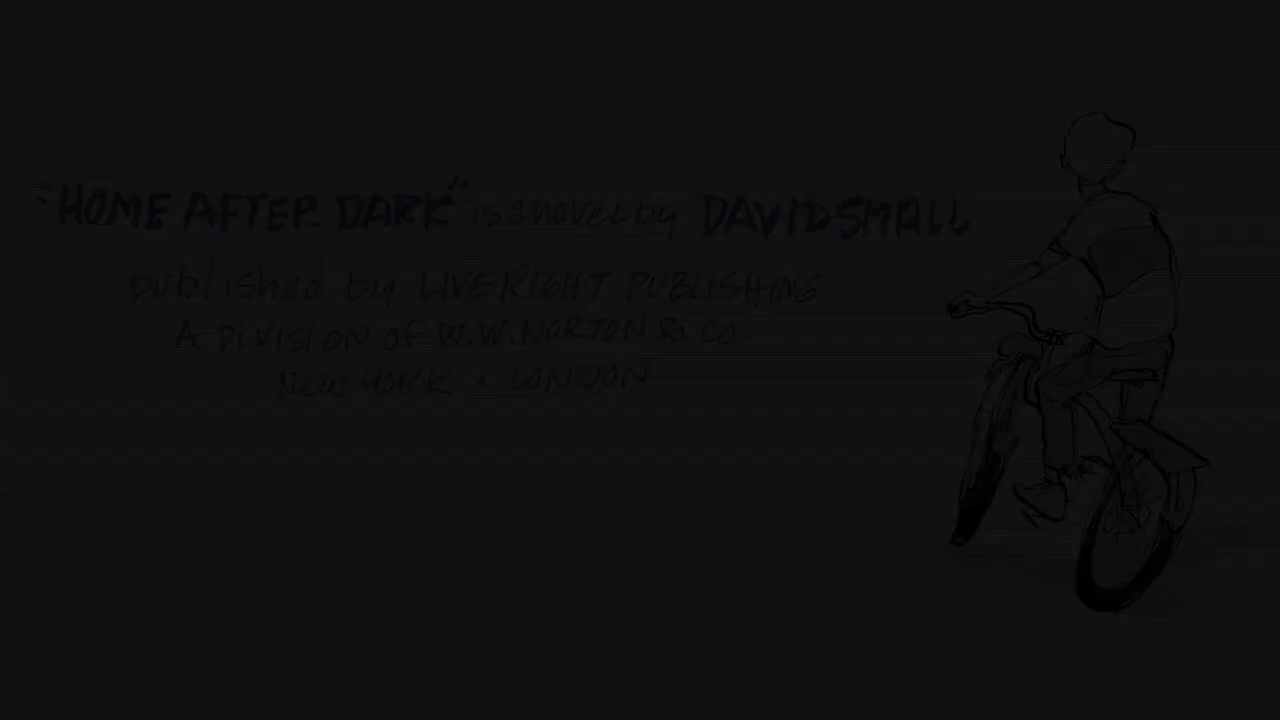 "HOME AFTER DARK" is a novel by DAVID SMALL
published by LIVERIGHT PUBLISHING
A DIVISION OF W.W. NORTON & CO.
New YORK • LONDON